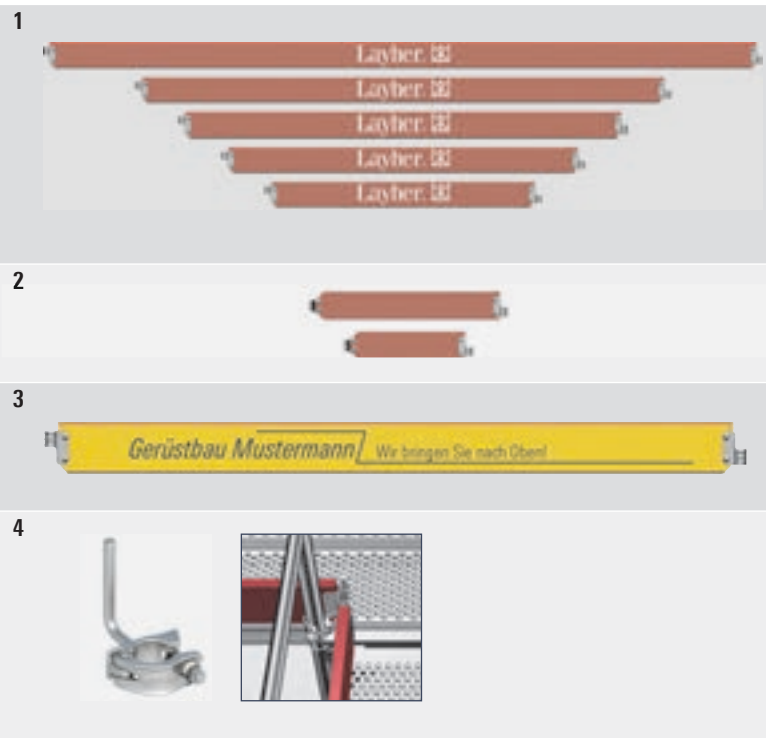 1
Layher.
Layher.
Layher.
Layher.
Layher.
2
3
Gerüstbau Mustermann Wir bringen Sie nach Oben!
4